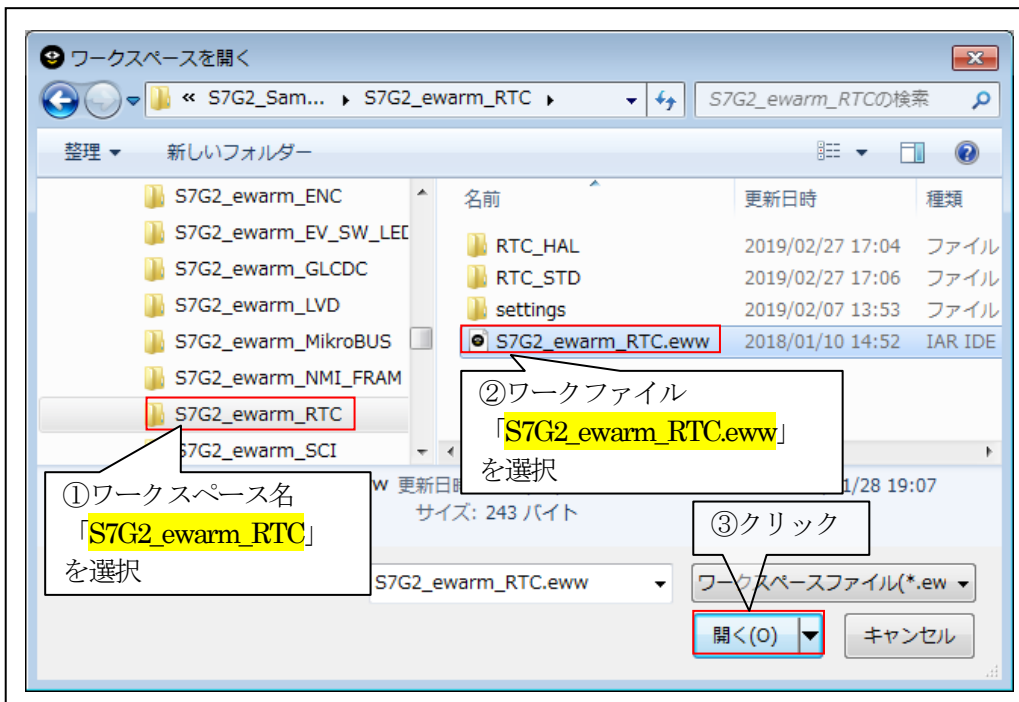 ワークスペースを開く
« S7G2_Sam... ▸ S7G2_ewarm_RTC ▸
S7G2_ewarm_RTCの検索
整理 ▼ 新しいフォルダー
S7G2_ewarm_ENC
S7G2_ewarm_EV_SW_LED
S7G2_ewarm_GLCDC
S7G2_ewarm_LVD
S7G2_ewarm_MikroBUS
S7G2_ewarm_NMI_FRAM
S7G2_ewarm_RTC
S7G2_ewarm_SCI
名前 更新日時 種類
RTC_HAL 2019/02/27 17:04 ファイル
RTC_STD 2019/02/27 17:06 ファイル
settings 2019/02/07 13:53 ファイル
S7G2_ewarm_RTC.eww 2018/01/10 14:52 IAR IDE
①ワークスペース名
「S7G2_ewarm_RTC」
を選択
②ワークファイル
「S7G2_ewarm_RTC.eww」
を選択
③クリック
w 更新日時
1/28 19:07
サイズ: 243 バイト
S7G2_ewarm_RTC.eww
ワークスペースファイル(*.ew
開く(O)
キャンセル